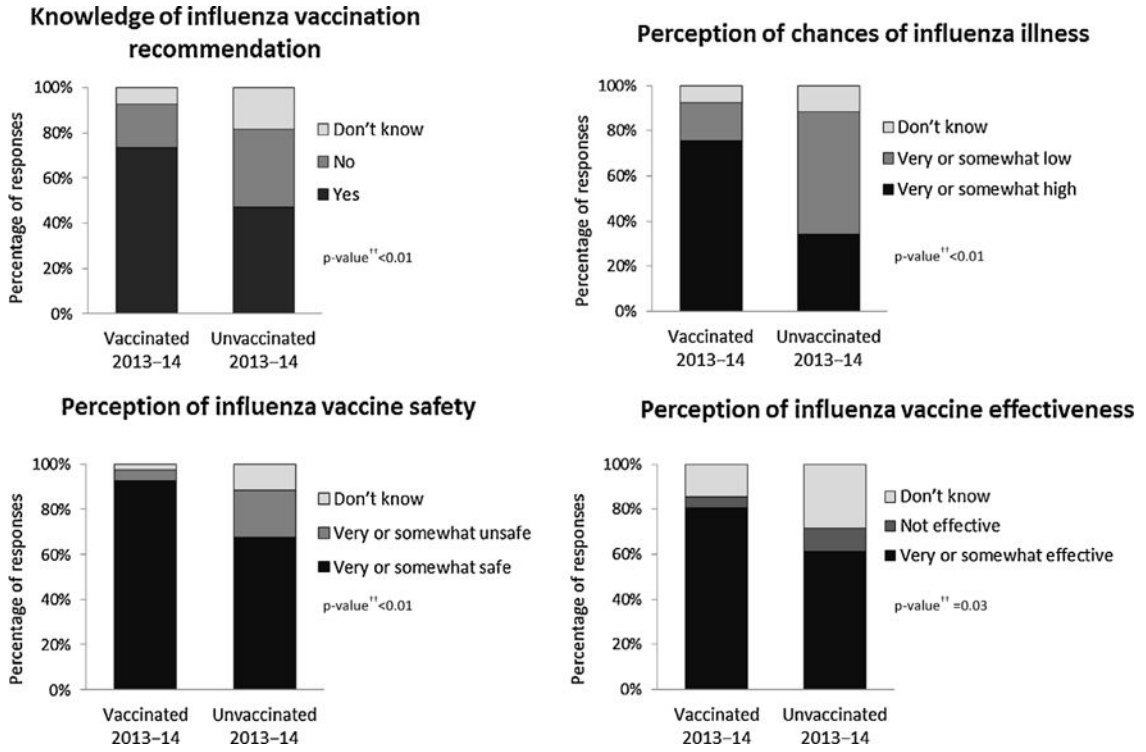 Knowledge of influenza vaccination
recommendation
Percentage of responses
100%
80%
60%
40%
20%
0%
Don't know
No
Yes
p-value††<0.01
Vaccinated
2013–14
Unvaccinated
2013–14
Perception of chances of influenza illness
Percentage of responses
100%
80%
60%
40%
20%
0%
Don't know
Very or somewhat low
Very or somewhat high
p-value††<0.01
Vaccinated
2013–14
Unvaccinated
2013–14
Perception of influenza vaccine safety
Percentage of responses
100%
80%
60%
40%
20%
0%
Don't know
Very or somewhat unsafe
Very or somewhat safe
p-value††<0.01
Vaccinated
2013–14
Unvaccinated
2013–14
Perception of influenza vaccine effectiveness
Percentage of responses
100%
80%
60%
40%
20%
0%
Don't know
Not effective
Very or somewhat effective
p-value†† =0.03
Vaccinated
2013–14
Unvaccinated
2013–14